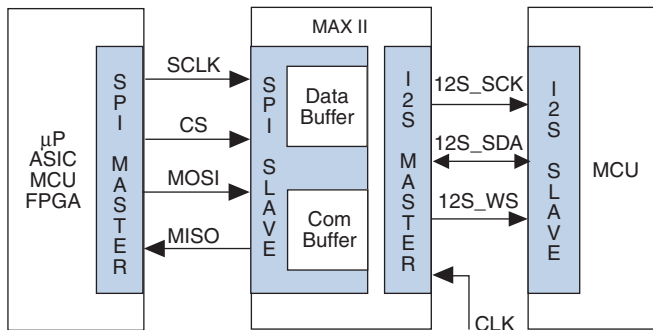 μP
ASIC
MCU
FPGA
SPI MASTER
SCLK
CS
MOSI
MISO
MAX II
SPI SLAVE
Data
Buffer
Com
Buffer
I2S MASTER
12S_SCK
12S_SDA
12S_WS
CLK
I2S SLAVE
MCU